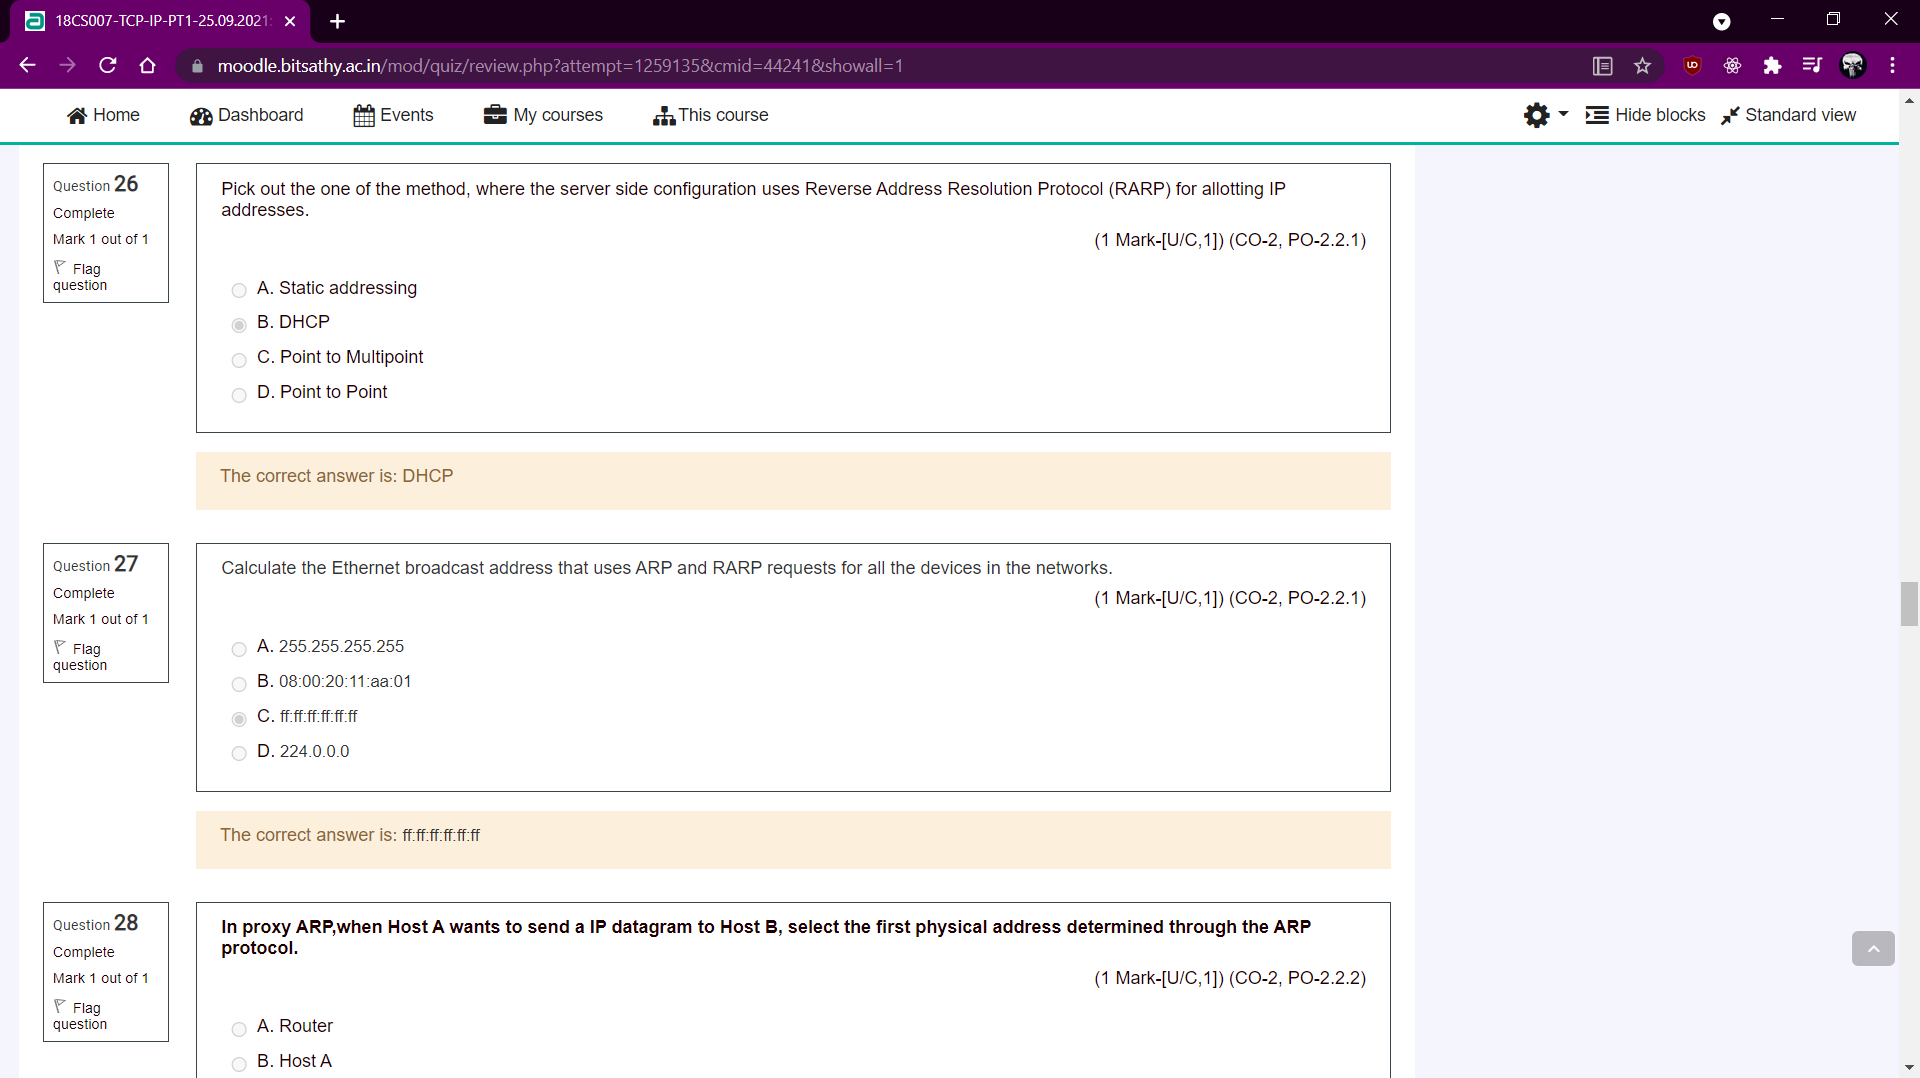 18CS007-TCP-IP-PT1-25.09.2021
moodle.bitsathy.ac.in/mod/quiz/review.php?attempt=1259135&cmid=44241&showall=1
Home
Dashboard
Events
My courses
This course
Hide blocks
Standard view
Question 26
Complete
Mark 1 out of 1
Flag
question
Pick out the one of the method, where the server side configuration uses Reverse Address Resolution Protocol (RARP) for allotting IP
addresses.
(1 Mark-[U/C,1]) (CO-2, PO-2.2.1)
A. Static addressing
B. DHCP
C. Point to Multipoint
D. Point to Point
The correct answer is: DHCP
Question 27
Complete
Mark 1 out of 1
Flag
question
Calculate the Ethernet broadcast address that uses ARP and RARP requests for all the devices in the networks.
(1 Mark-[U/C,1]) (CO-2, PO-2.2.1)
A. 255.255.255.255
B. 08:00:20:11:aa:01
C. ff:ff:ff:ff:ff:ff
D. 224.0.0.0
The correct answer is: ff:ff:ff:ff:ff:ff
Question 28
Complete
Mark 1 out of 1
Flag
question
In proxy ARP,when Host A wants to send a IP datagram to Host B, select the first physical address determined through the ARP
protocol.
(1 Mark-[U/C,1]) (CO-2, PO-2.2.2)
A. Router
B. Host A